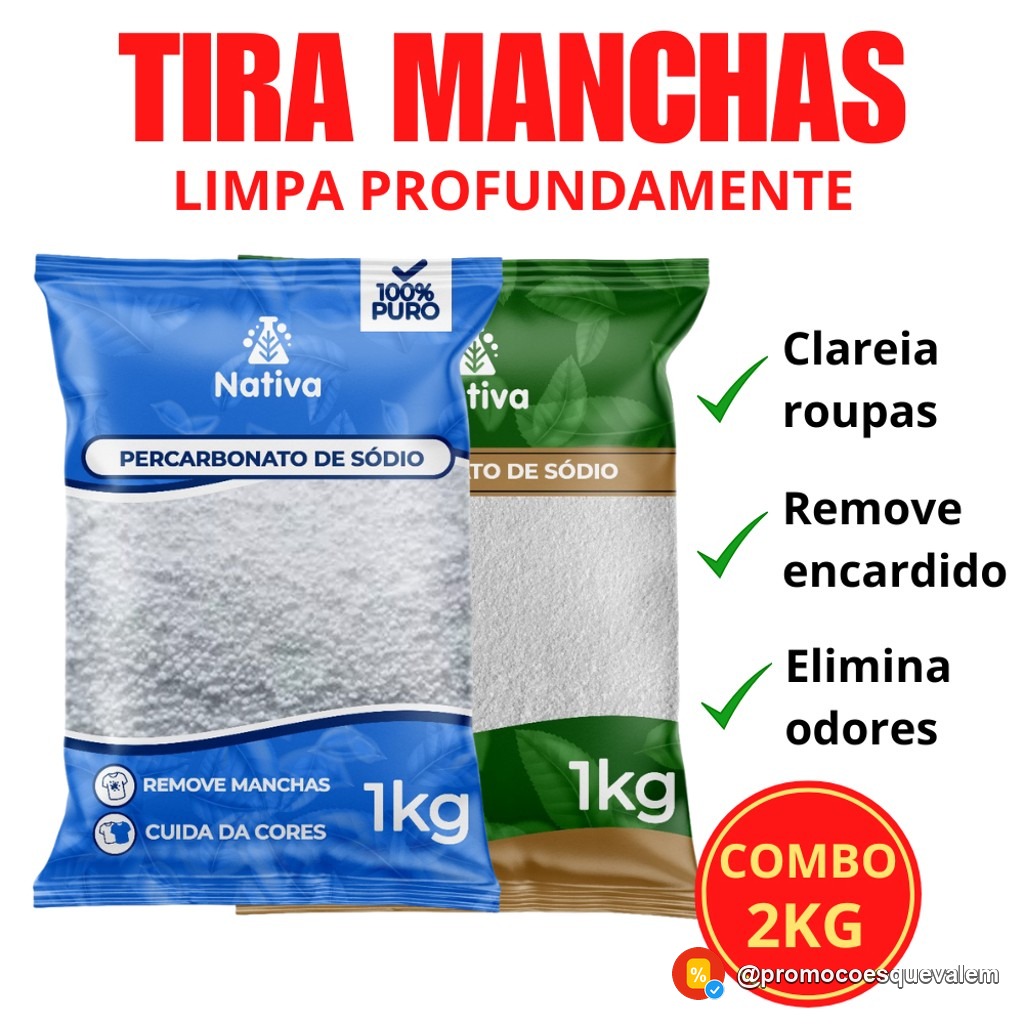 TIRA MANCHAS
LIMPA PROFUNDAMENTE
100%
PURO
Nativa
PERCARBONATO DE SÓDIO
REMOVE MANCHAS
CUIDA DA CORES
1kg
tiva
TO DE SÓDIO
1kg
Clareia
roupas
Remove
encardido
Elimina
odores
COMBO
2KG
%
@promocoesquevalem